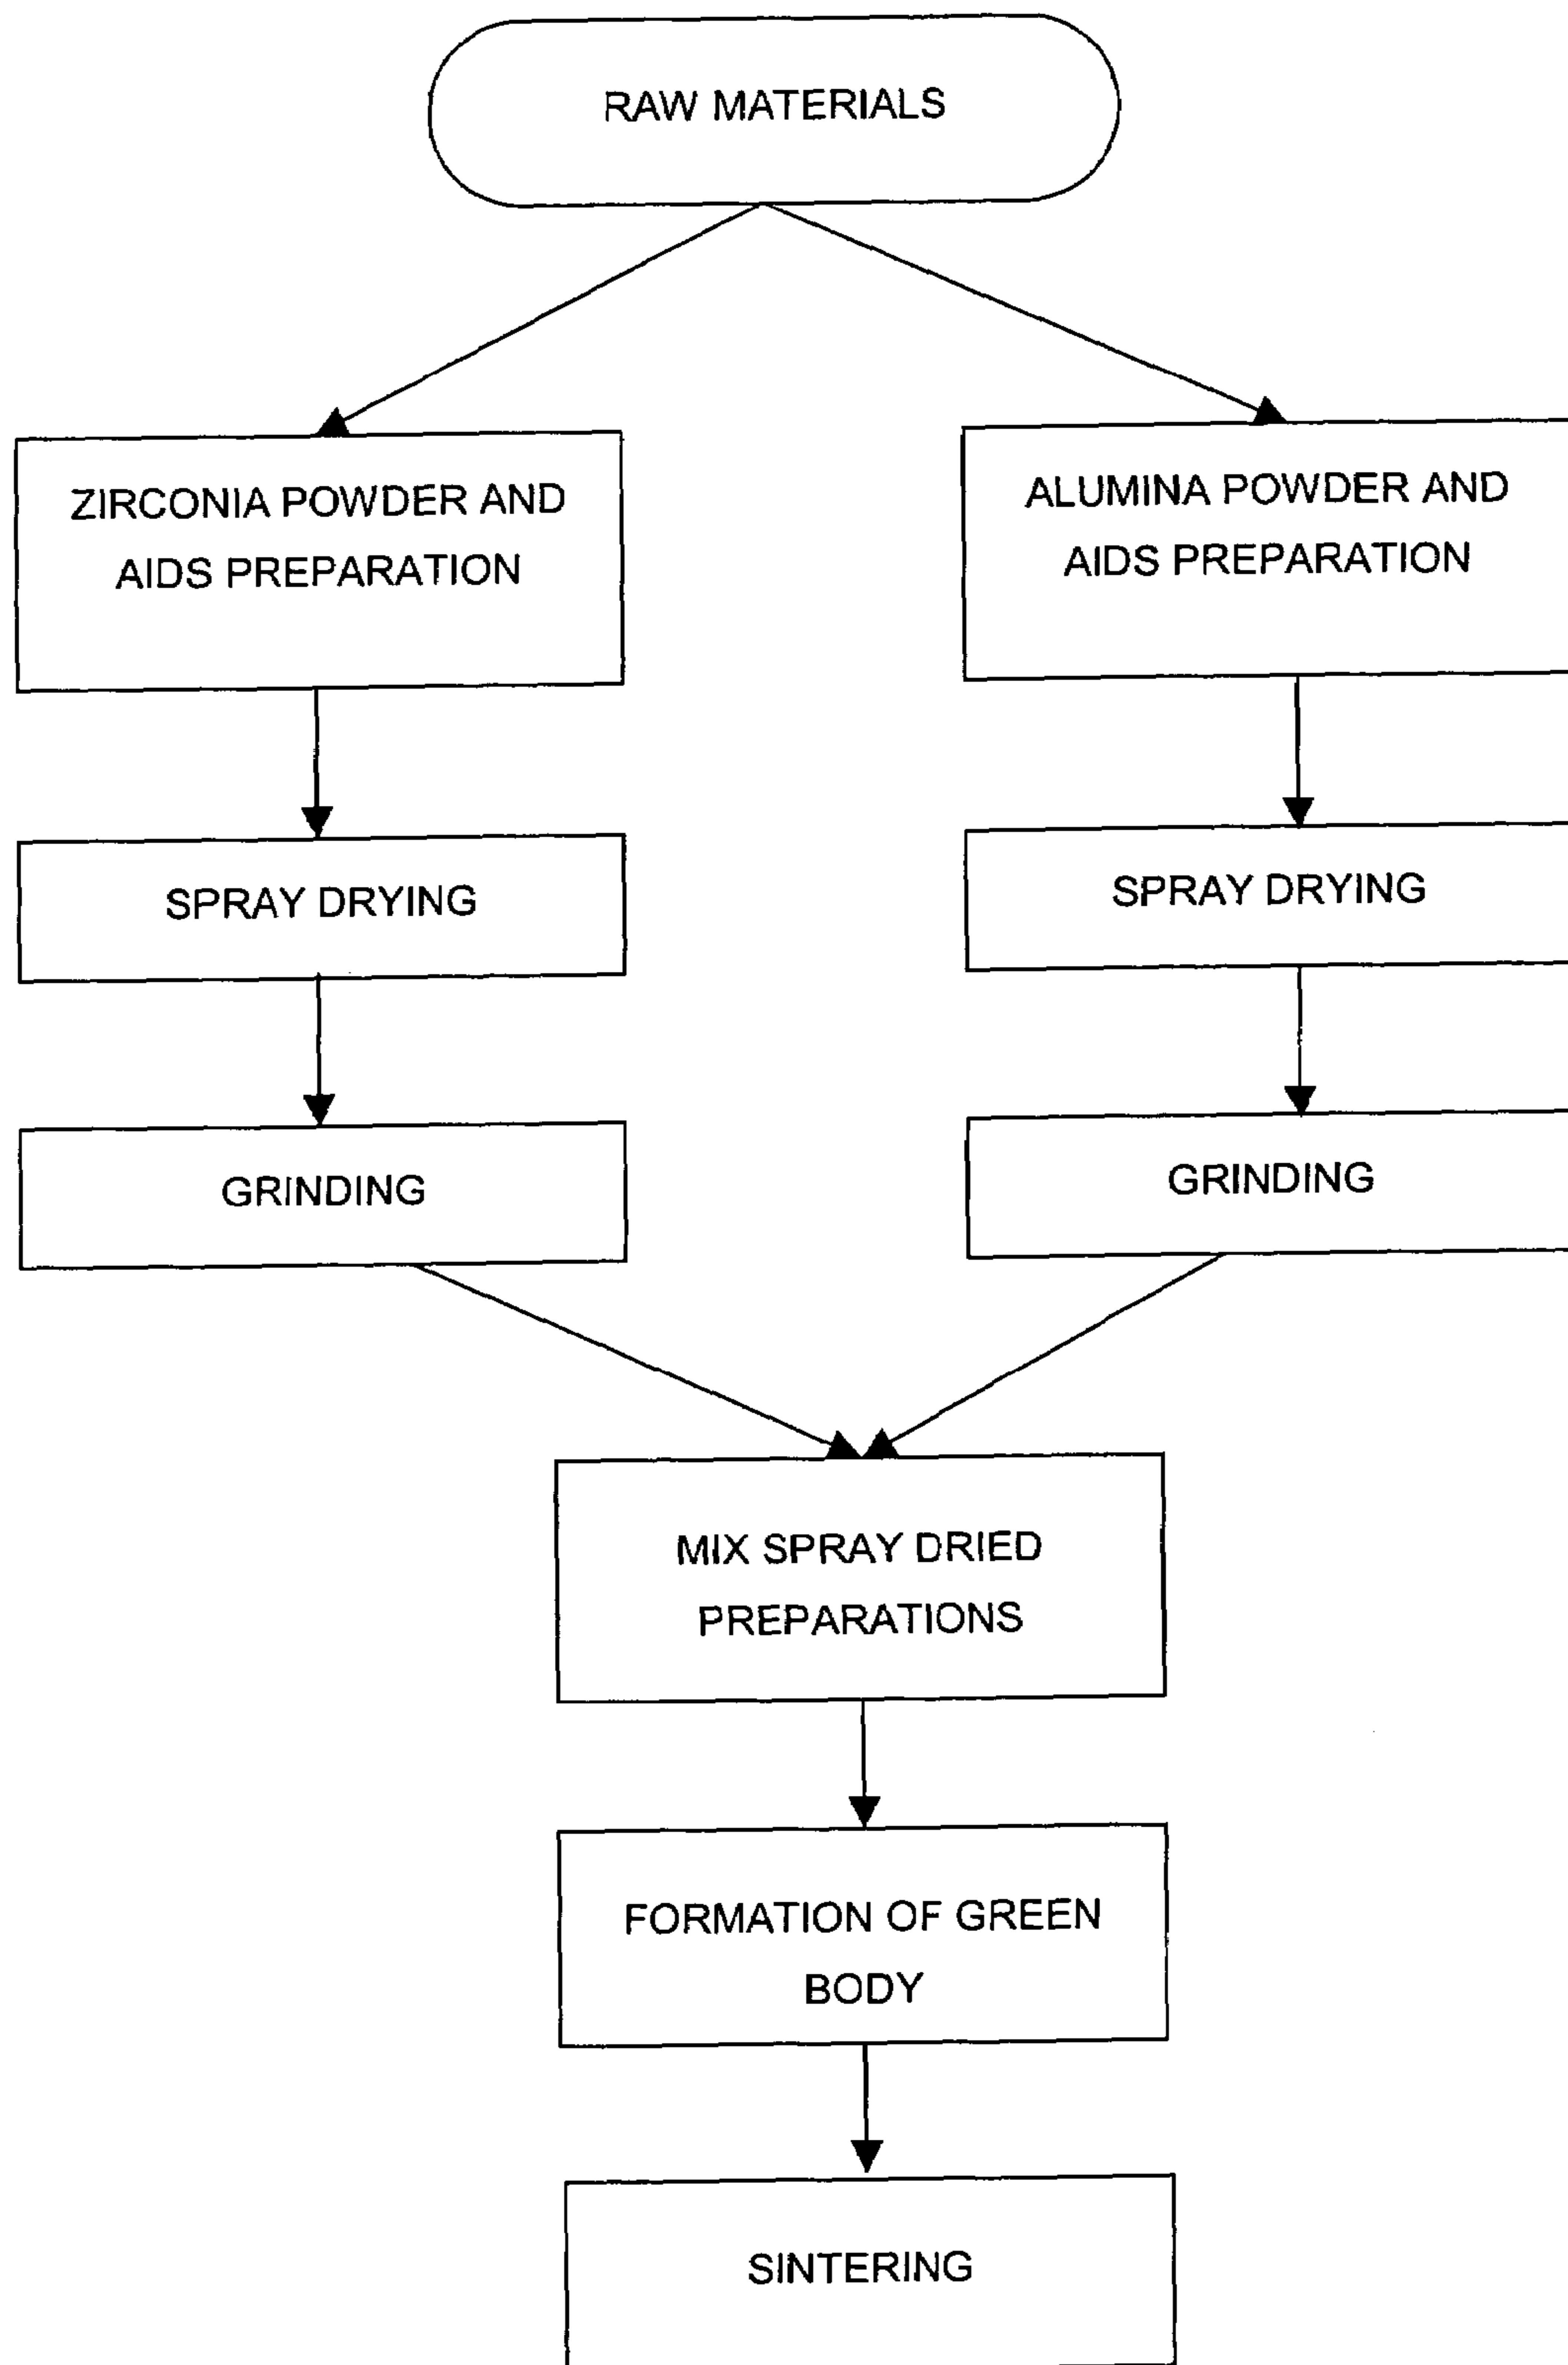 RAW MATERIALS
ZIRCONIA POWDER AND
AIDS PREPARATION
ALUMINA POWDER AND
AIDS PREPARATION
SPRAY DRYING
SPRAY DRYING
GRINDING
GRINDING
MIX SPRAY DRIED
PREPARATIONS
FORMATION OF GREEN
BODY
SINTERING